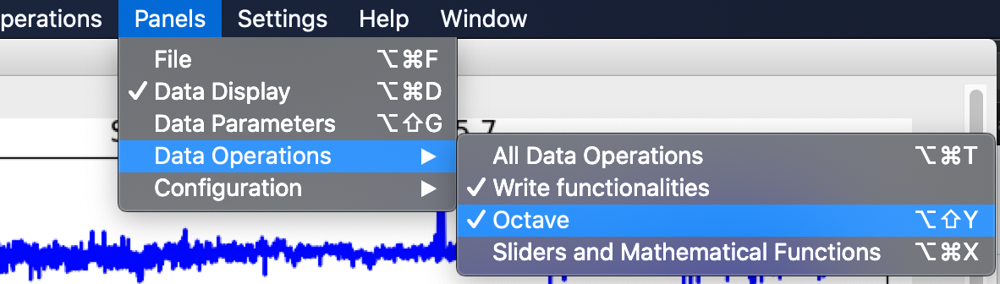 perations Panels Settings Help Window
File ⌥⌘F
✓ Data Display ⌥⌘D
Data Parameters ⌥⇧G
5.7
Data Operations ▶
Configuration ▶
All Data Operations ⌥⌘T
✓ Write functionalities
✓ Octave ⌥⇧Y
Sliders and Mathematical Functions ⌥⌘X